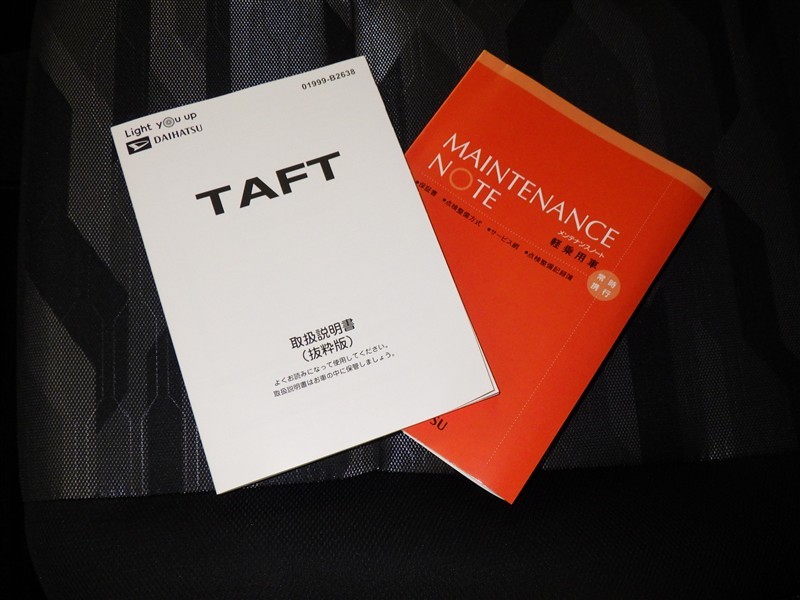 01999-B2638
Light you up
DAIHATSU
TAFT
取扱説明書
(抜粋版)
よくお読みになって使用してください。
取扱説明書はお車の中に保管しましょう。
MAINTENANCE
NOTE
メンテナンスノート
軽乗用車
●保証書 ●点検整備方式 ●サービス網 ●点検整備記録簿
常時
携行
SU